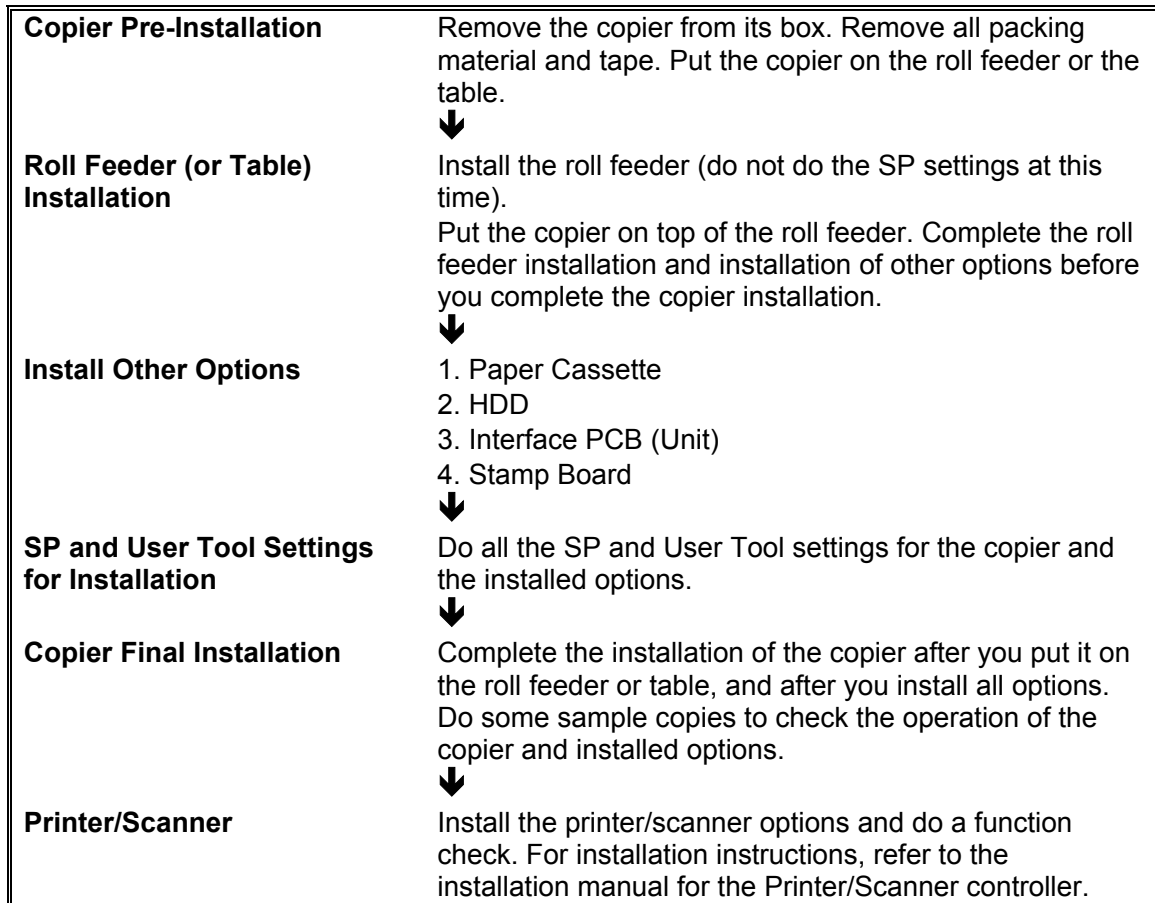 Copier Pre-Installation
Remove the copier from its box. Remove all packing
material and tape. Put the copier on the roll feeder or the
table.
Roll Feeder (or Table)
Installation
Install the roll feeder (do not do the SP settings at this
time).
Put the copier on top of the roll feeder. Complete the roll
feeder installation and installation of other options before
you complete the copier installation.
Install Other Options
1. Paper Cassette
2. HDD
3. Interface PCB (Unit)
4. Stamp Board
SP and User Tool Settings
for Installation
Do all the SP and User Tool settings for the copier and
the installed options.
Copier Final Installation
Complete the installation of the copier after you put it on
the roll feeder or table, and after you install all options.
Do some sample copies to check the operation of the
copier and installed options.
Printer/Scanner
Install the printer/scanner options and do a function
check. For installation instructions, refer to the
installation manual for the Printer/Scanner controller.